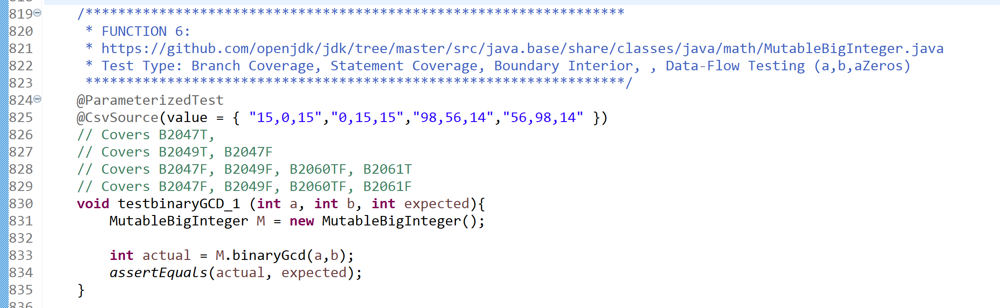 819 /******************************************************************
820 * FUNCTION 6:
821 * https://github.com/openjdk/jdk/tree/master/src/java.base/share/classes/java/math/MutableBigInteger.java
822 * Test Type: Branch Coverage, Statement Coverage, Boundary Interior, , Data-Flow Testing (a,b,aZeros)
823 ******************************************************************/
824 @ParameterizedTest
825 @CsvSource(value = { "15,0,15","0,15,15","98,56,14","56,98,14" })
826 // Covers B2047T,
827 // Covers B2049T, B2047F
828 // Covers B2047F, B2049F, B2060TF, B2061T
829 // Covers B2047F, B2049F, B2060TF, B2061F
830 void testbinaryGCD_1 (int a, int b, int expected){
831 MutableBigInteger M = new MutableBigInteger();
832
833 int actual = M.binaryGcd(a,b);
834 assertEquals(actual, expected);
835 }
836